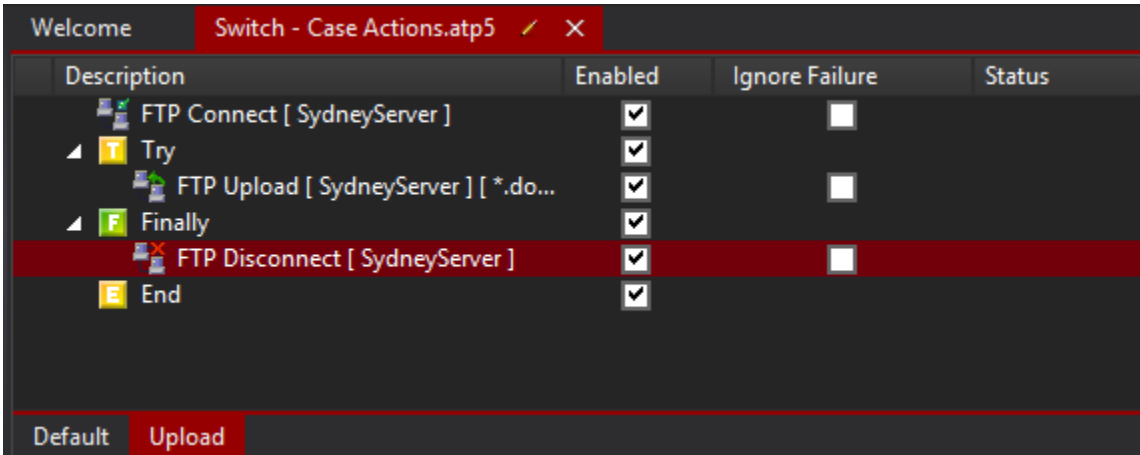 Welcome Switch - Case Actions.atp5
Description Enabled Ignore Failure Status
FTP Connect [ SydneyServer ]
T Try
FTP Upload [ SydneyServer ] [ *.do...
F Finally
FTP Disconnect [ SydneyServer ]
E End
Default Upload